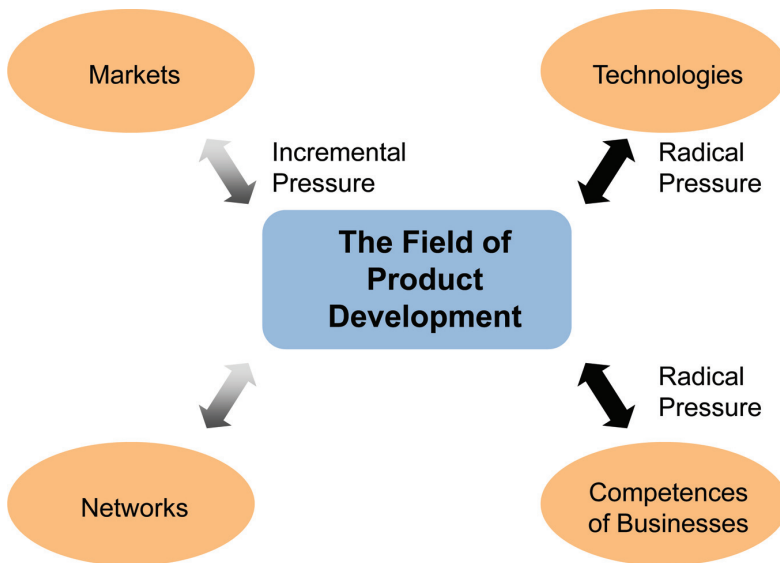 Markets
Technologies
Incremental
Pressure
Radical
Pressure
The Field of
Product
Development
Radical
Pressure
Networks
Competences
of Businesses